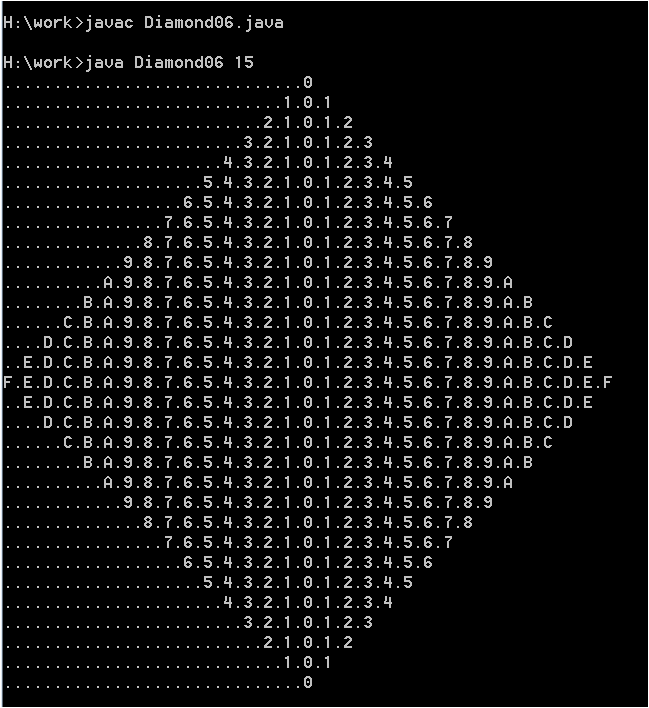 H:\work>javac Diamond06.java
H:\work>java Diamond06 15
..............................0
............................1.0.1
..........................2.1.0.1.2
........................3.2.1.0.1.2.3
......................4.3.2.1.0.1.2.3.4
....................5.4.3.2.1.0.1.2.3.4.5
..................6.5.4.3.2.1.0.1.2.3.4.5.6
................7.6.5.4.3.2.1.0.1.2.3.4.5.6.7
..............8.7.6.5.4.3.2.1.0.1.2.3.4.5.6.7.8
............9.8.7.6.5.4.3.2.1.0.1.2.3.4.5.6.7.8.9
..........A.9.8.7.6.5.4.3.2.1.0.1.2.3.4.5.6.7.8.9.A
........B.A.9.8.7.6.5.4.3.2.1.0.1.2.3.4.5.6.7.8.9.A.B
......C.B.A.9.8.7.6.5.4.3.2.1.0.1.2.3.4.5.6.7.8.9.A.B.C
....D.C.B.A.9.8.7.6.5.4.3.2.1.0.1.2.3.4.5.6.7.8.9.A.B.C.D
..E.D.C.B.A.9.8.7.6.5.4.3.2.1.0.1.2.3.4.5.6.7.8.9.A.B.C.D.E
F.E.D.C.B.A.9.8.7.6.5.4.3.2.1.0.1.2.3.4.5.6.7.8.9.A.B.C.D.E.F
..E.D.C.B.A.9.8.7.6.5.4.3.2.1.0.1.2.3.4.5.6.7.8.9.A.B.C.D.E
....D.C.B.A.9.8.7.6.5.4.3.2.1.0.1.2.3.4.5.6.7.8.9.A.B.C.D
......C.B.A.9.8.7.6.5.4.3.2.1.0.1.2.3.4.5.6.7.8.9.A.B.C
........B.A.9.8.7.6.5.4.3.2.1.0.1.2.3.4.5.6.7.8.9.A.B
..........A.9.8.7.6.5.4.3.2.1.0.1.2.3.4.5.6.7.8.9.A
............9.8.7.6.5.4.3.2.1.0.1.2.3.4.5.6.7.8.9
..............8.7.6.5.4.3.2.1.0.1.2.3.4.5.6.7.8
................7.6.5.4.3.2.1.0.1.2.3.4.5.6.7
..................6.5.4.3.2.1.0.1.2.3.4.5.6
....................5.4.3.2.1.0.1.2.3.4.5
......................4.3.2.1.0.1.2.3.4
........................3.2.1.0.1.2.3
..........................2.1.0.1.2
............................1.0.1
..............................0